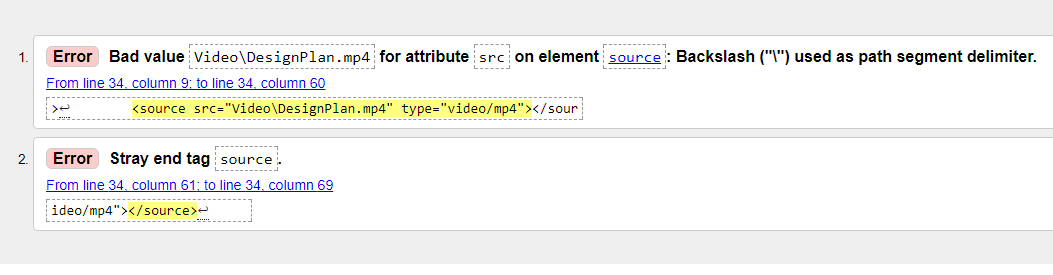 1. Error Bad value Video\DesignPlan.mp4 for attribute src on element source: Backslash ("\") used as path segment delimiter.
From line 34, column 9; to line 34, column 60
>↩        <source src="Video\DesignPlan.mp4" type="video/mp4"></sour
2. Error Stray end tag source.
From line 34, column 61; to line 34, column 69
ideo/mp4"></source>↩